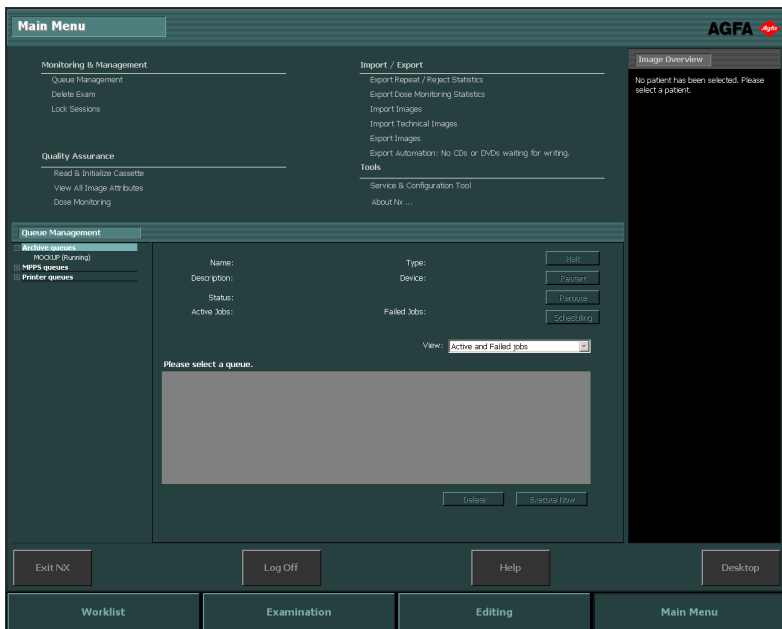 Main Menu
AGFA
Agfa
Monitoring & Management
Queue Management
Delete Exam
Lock Sessions
Quality Assurance
Read & Initialize Cassette
View All Image Attributes
Dose Monitoring
Import / Export
Export Repeat / Reject Statistics
Export Dose Monitoring Statistics
Import Images
Import Technical Images
Export Images
Export Automation: No CDs or DVDs waiting for writing.
Tools
Service & Configuration Tool
About Nx ...
Image Overview
No patient has been selected. Please
select a patient.
Queue Management
Archive queues
MOCKUP (Running)
MPPS queues
Printer queues
Name:
Type:
Halt
Description:
Device:
Restart
Status:
Reroute
Active Jobs:
Failed Jobs:
Scheduling
View:
Active and Failed jobs
Please select a queue.
Delete
Execute Now
Exit NX
Log Off
Help
Desktop
Worklist
Examination
Editing
Main Menu